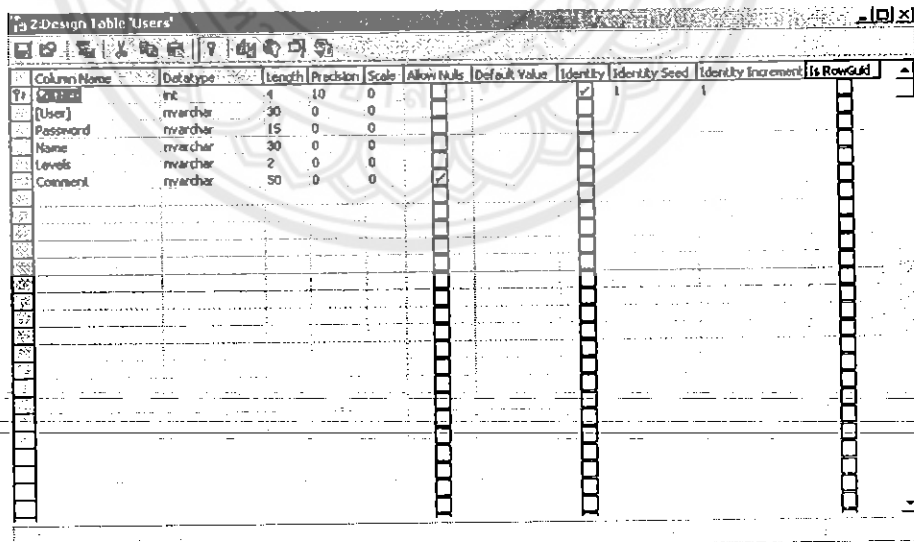 2:Design Table 'Users'
Column Name Datatype Length Precision Scale Allow Nulls Default Value Identity Identity Seed Identity Increment Is RowGuid
int 4 10 0 1 1
[User] nvarchar 30 0 0
Password nvarchar 15 0 0
Name nvarchar 30 0 0
Levels nvarchar 2 0 0
Comment nvarchar 50 0 0